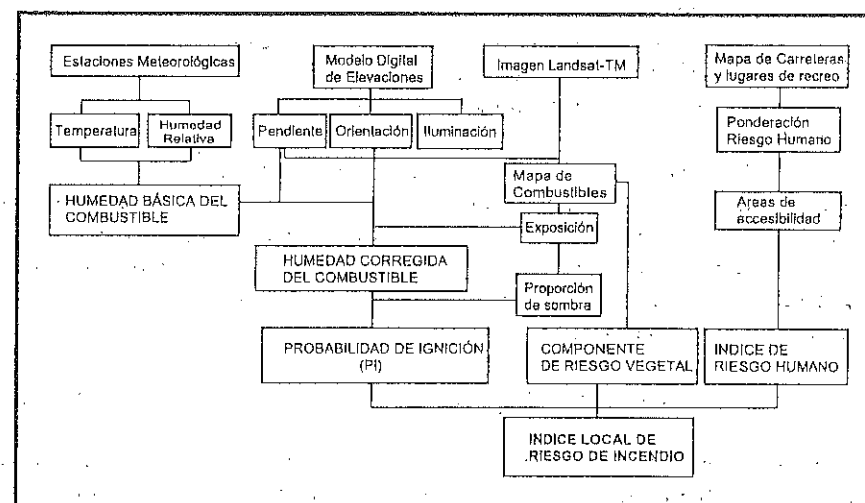 Estaciones Meteorológicas
Modelo Digital
de Elevaciones
Imagen Landsat-TM
Mapa de Carreteras
y lugares de recreo
Temperatura
Humedad
Relativa
Pendiente
Orientación
Iluminación
Ponderación
Riesgo Humano
Mapa de
Combustibles
HUMEDAD BÁSICA DEL
COMBUSTIBLE
Areas de
accesibilidad
Exposición
HUMEDAD CORREGIDA
DEL COMBUSTIBLE
Proporción
de sombra
PROBABILIDAD DE IGNICIÓN
(PI)
COMPONENTE
DE RIESGO VEGETAL
INDICE DE
RIESGO HUMANO
INDICE LOCAL DE
RIESGO DE INCENDIO